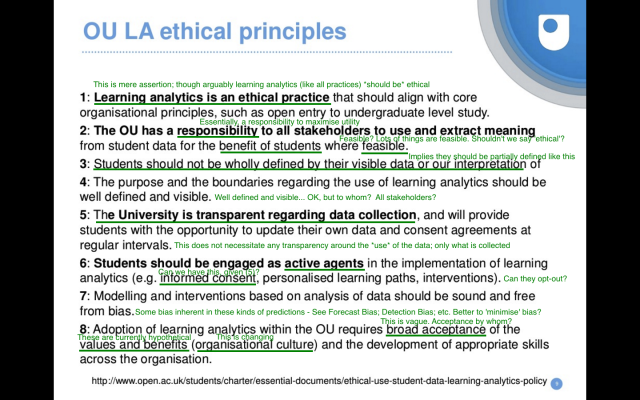 OU LA ethical principles
This is mere assertion; though arguably learning analytics (like all practices) *should be* ethical
1: Learning analytics is an ethical practice that should align with core
organisational principles, such as open entry to undergraduate level study.
Essentially, a responsibility to maximise utility
2: The OU has a responsibility to all stakeholders to use and extract meaning
Feasible? Lots of things are feasible. Shouldn't we say 'ethical'?
from student data for the benefit of students where feasible.
Implies they should be partially defined like this
3: Students should not be wholly defined by their visible data or our interpretation of
4: The purpose and the boundaries regarding the use of learning analytics should be
well defined and visible. Well defined and visible... OK, but to whom? All stakeholders?
5: The University is transparent regarding data collection, and will provide
students with the opportunity to update their own data and consent agreements at
regular intervals. This does not necessitate any transparency around the *use* of the data; only what is collected
6: Students should be engaged as active agents in the implementation of learning
Can we have this, given (5)?
analytics (e.g. informed consent, personalised learning paths, interventions). Can they opt-out?
7: Modelling and interventions based on analysis of data should be sound and free
from bias. Some bias inherent in these kinds of predictions - See Forecast Bias; Detection Bias; etc. Better to 'minimise' bias?
This is vague. Acceptance by whom?
8: Adoption of learning analytics within the OU requires broad acceptance of the
These are currently hypothetical This is changing
values and benefits (organisational culture) and the development of appropriate skills
across the organisation.
http://www.open.ac.uk/students/charter/essential-documents/ethical-use-student-data-learning-analytics-policy